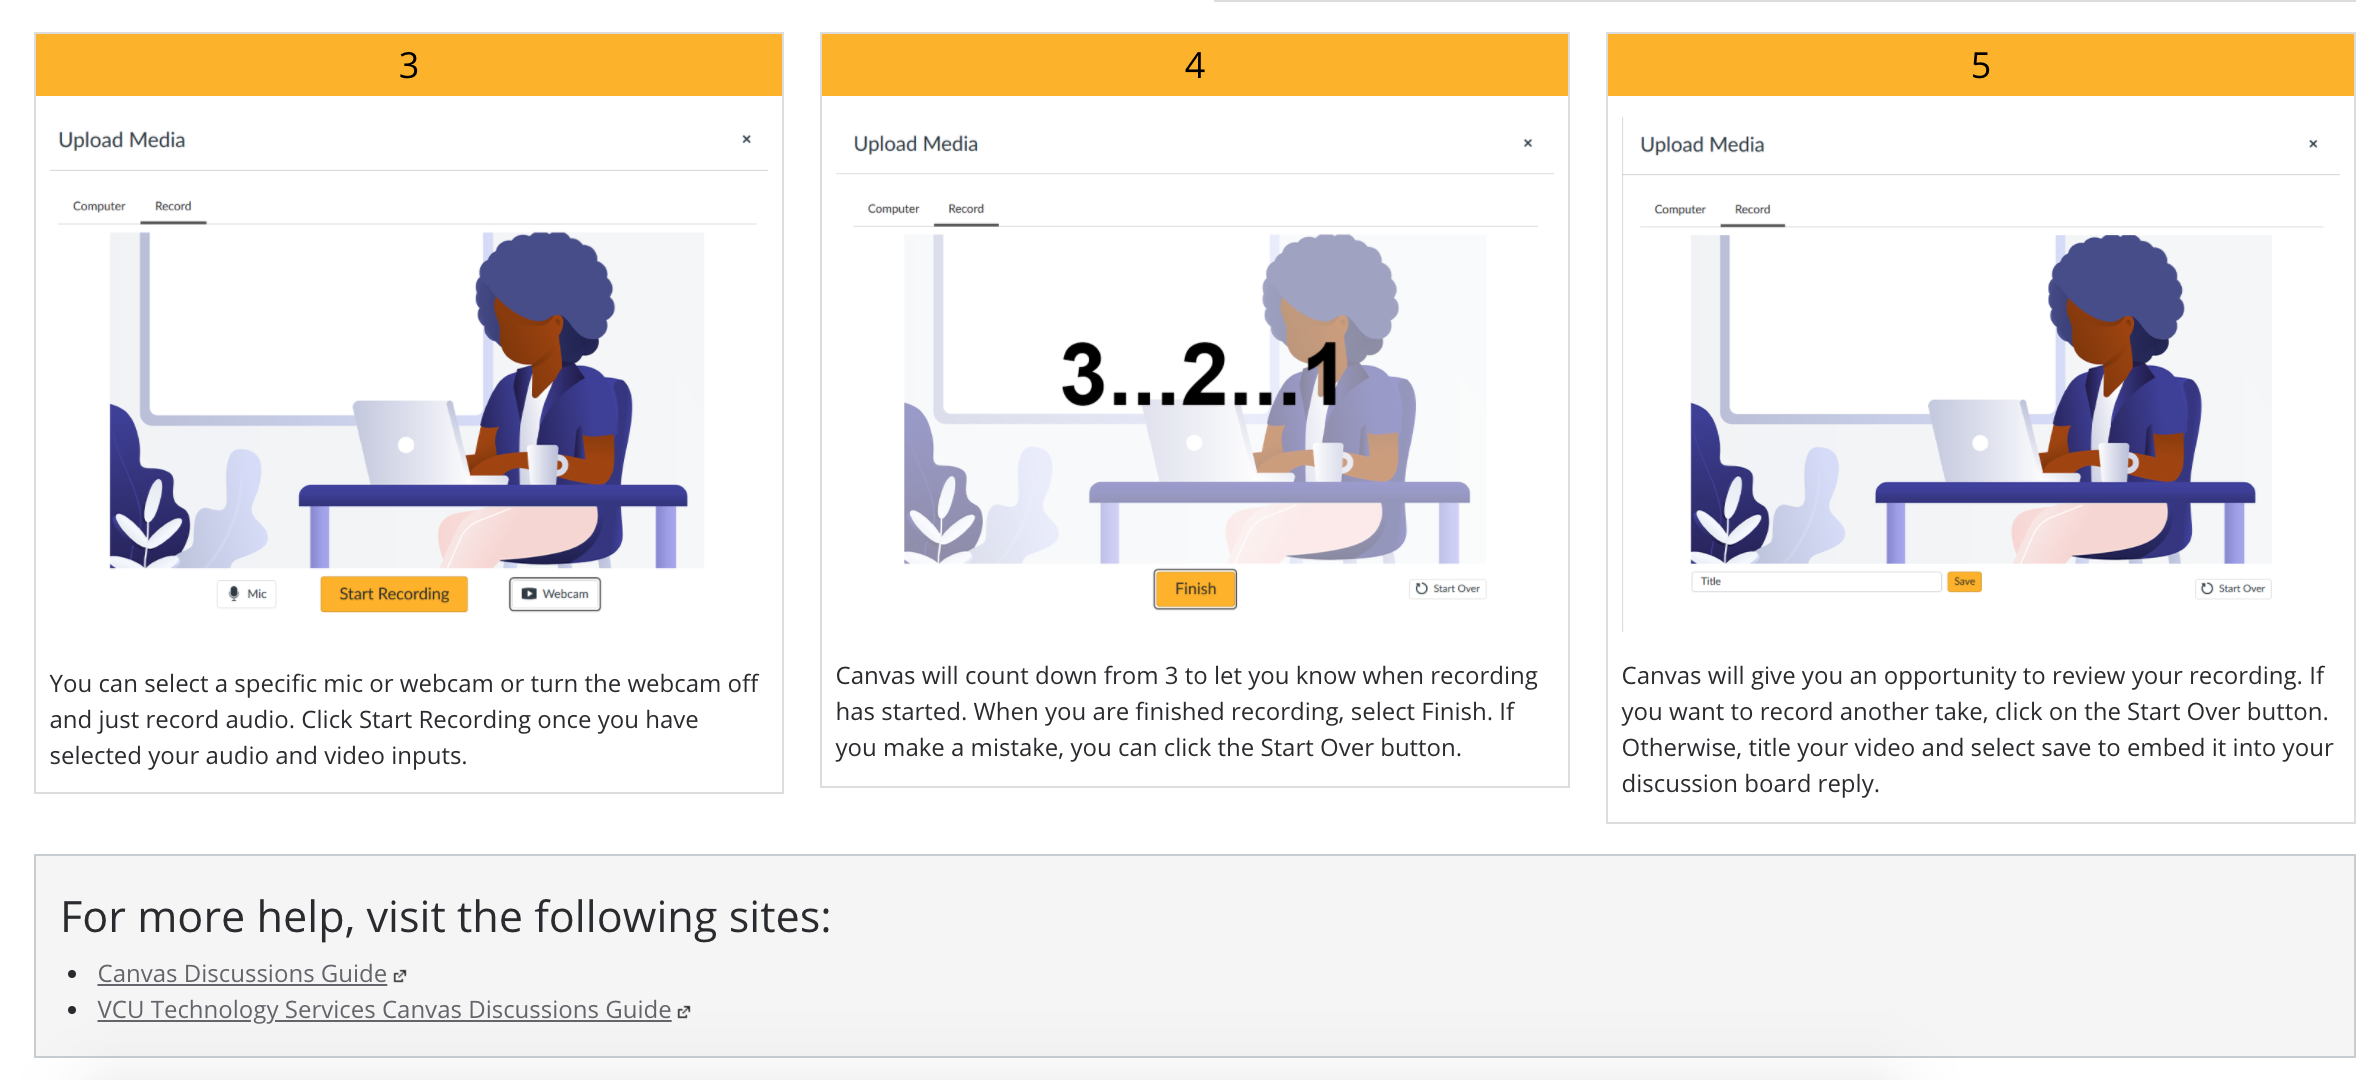 3
Upload Media ×
Computer Record
Mic Start Recording Webcam
You can select a specific mic or webcam or turn the webcam off
and just record audio. Click Start Recording once you have
selected your audio and video inputs.
4
Upload Media ×
Computer Record
3...2...1
Finish Start Over
Canvas will count down from 3 to let you know when recording
has started. When you are finished recording, select Finish. If
you make a mistake, you can click the Start Over button.
5
Upload Media ×
Computer Record
Title Save Start Over
Canvas will give you an opportunity to review your recording. If
you want to record another take, click on the Start Over button.
Otherwise, title your video and select save to embed it into your
discussion board reply.
For more help, visit the following sites:
• Canvas Discussions Guide
• VCU Technology Services Canvas Discussions Guide